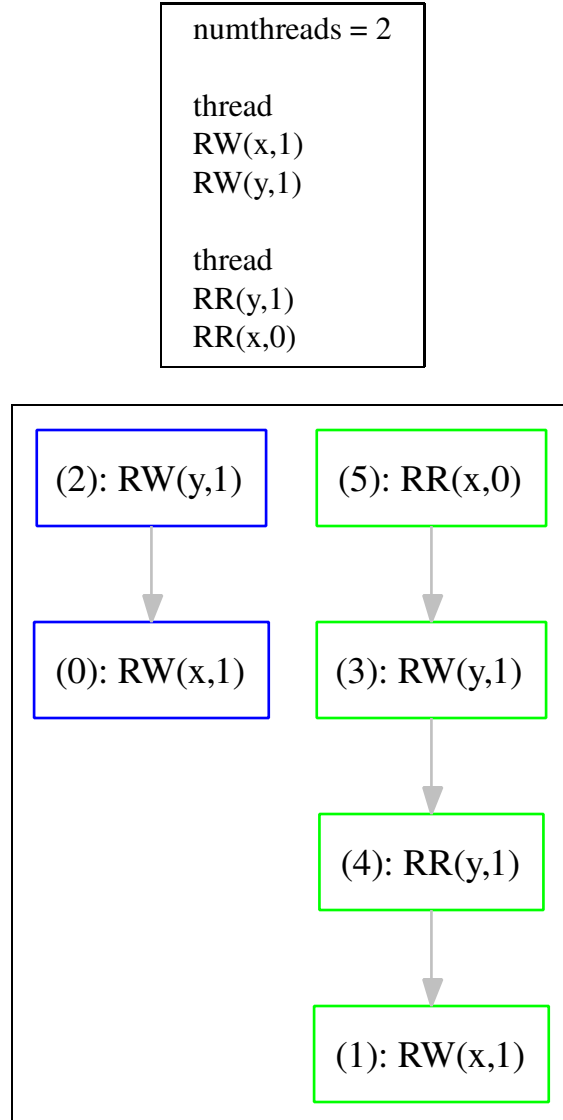 numthreads = 2
thread
RW(x,1)
RW(y,1)
thread
RR(y,1)
RR(x,0)
(2): RW(y,1)
(5): RR(x,0)
(0): RW(x,1)
(3): RW(y,1)
(4): RR(y,1)
(1): RW(x,1)